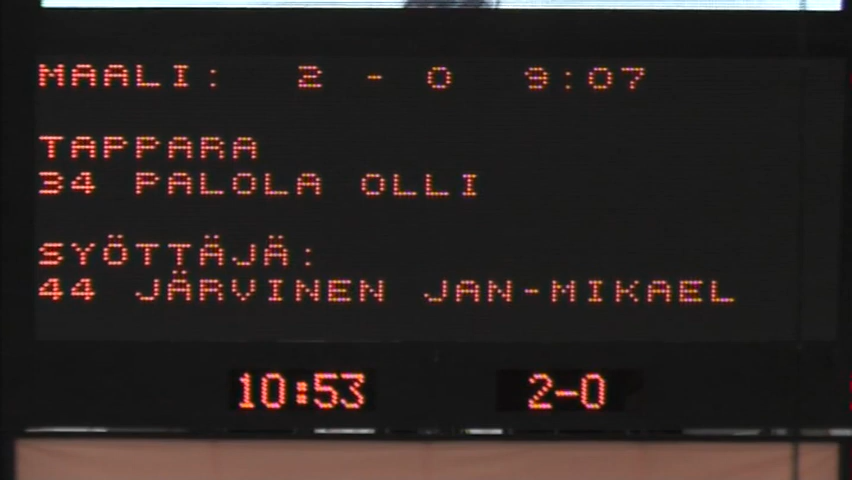 MAALI: 2 - 0 9:07
TAPPARA
34 PALOLA OLLI
SYÖTTÄJÄ:
44 JÄRVINEN JAN-MIKAEL
10:53 2-0